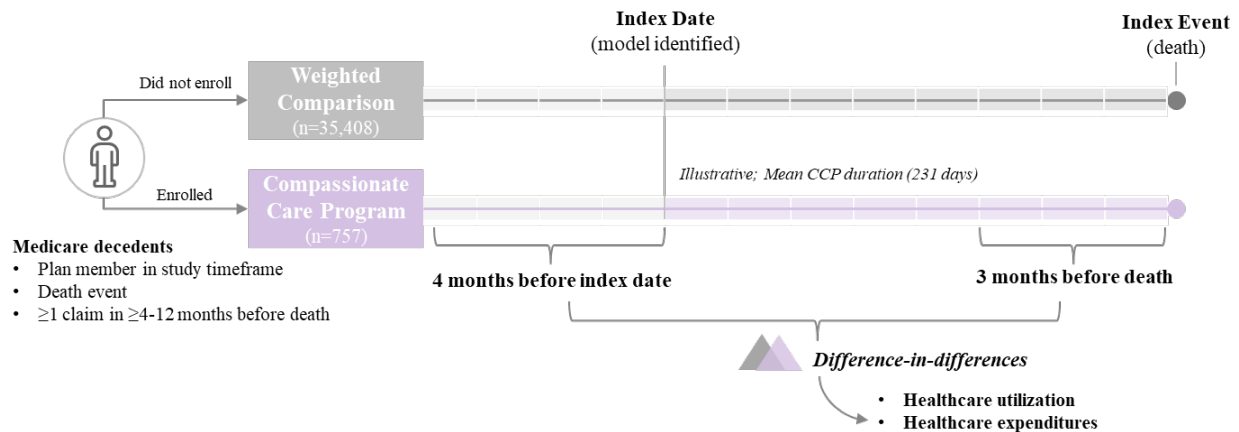 Index Date
(model identified)
Index Event
(death)
Did not enroll
Weighted
Comparison
(n=35,408)
Illustrative; Mean CCP duration (231 days)
Enrolled
Compassionate
Care Program
(n=757)
Medicare decedents
• Plan member in study timeframe
• Death event
• ≥1 claim in ≥4-12 months before death
4 months before index date
3 months before death
Difference-in-differences
• Healthcare utilization
• Healthcare expenditures